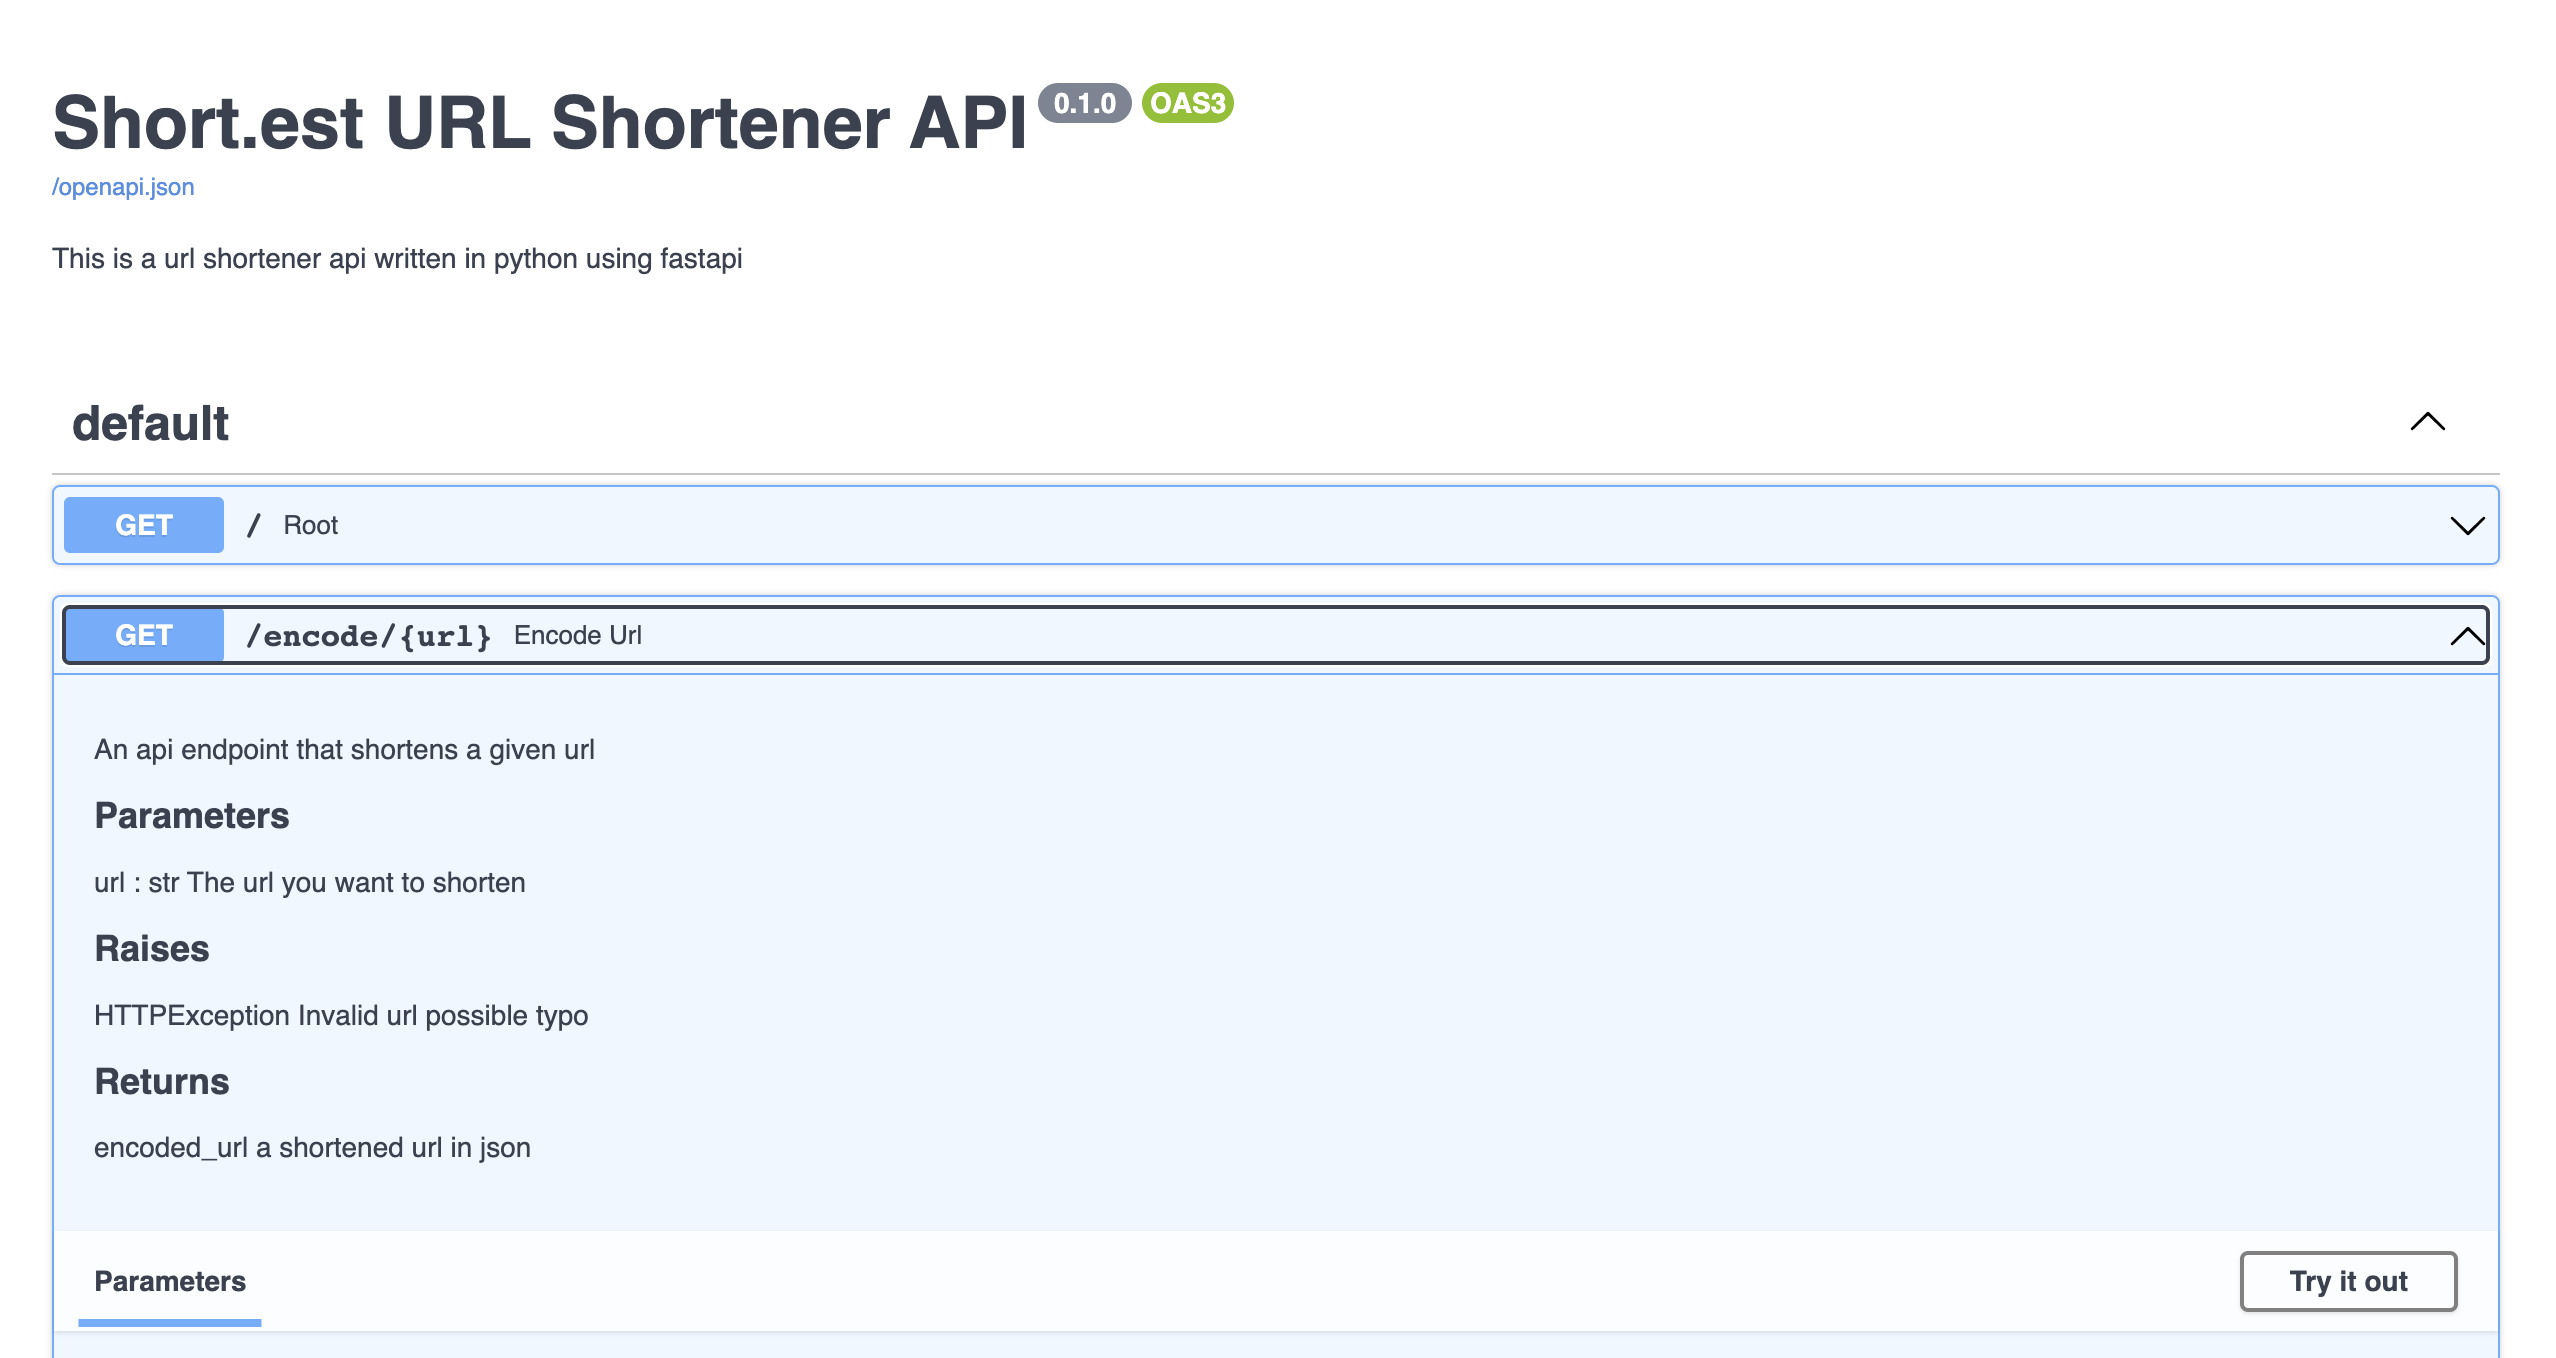 Short.est URL Shortener API 0.1.0 OAS3
/openapi.json
This is a url shortener api written in python using fastapi
default
GET / Root
GET /encode/{url} Encode Url
An api endpoint that shortens a given url
Parameters
url : str The url you want to shorten
Raises
HTTPException Invalid url possible typo
Returns
encoded_url a shortened url in json
Parameters Try it out